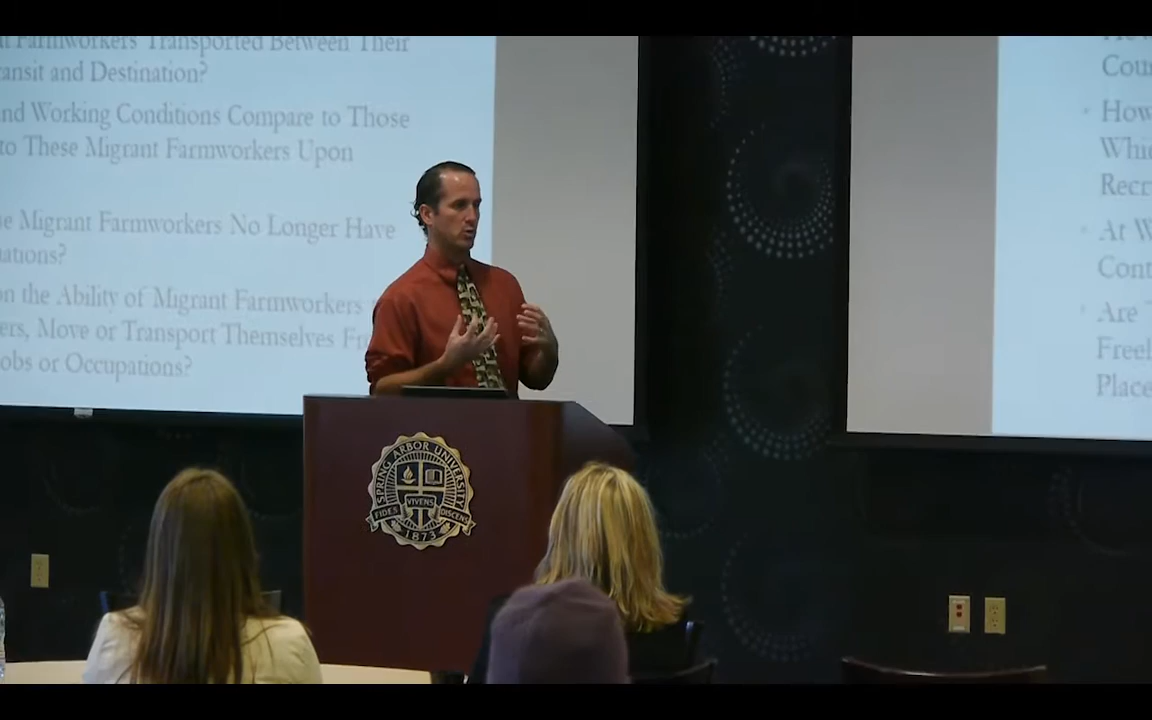 Farmworkers Transported Between Their
ransit and Destination?
nd Working Conditions Compare to Those
to These Migrant Farmworkers Upon
e Migrant Farmworkers No Longer Have
ations?
on the Ability of Migrant Farmworkers
ers, Move or Transport Themselves Fr
obs or Occupations?
Cou
How
Whi
Recr
At W
Cont
Are
Freel
Place
SPRING ARBOR UNIVERSITY
FIDES VIVENS DISCENS
1873